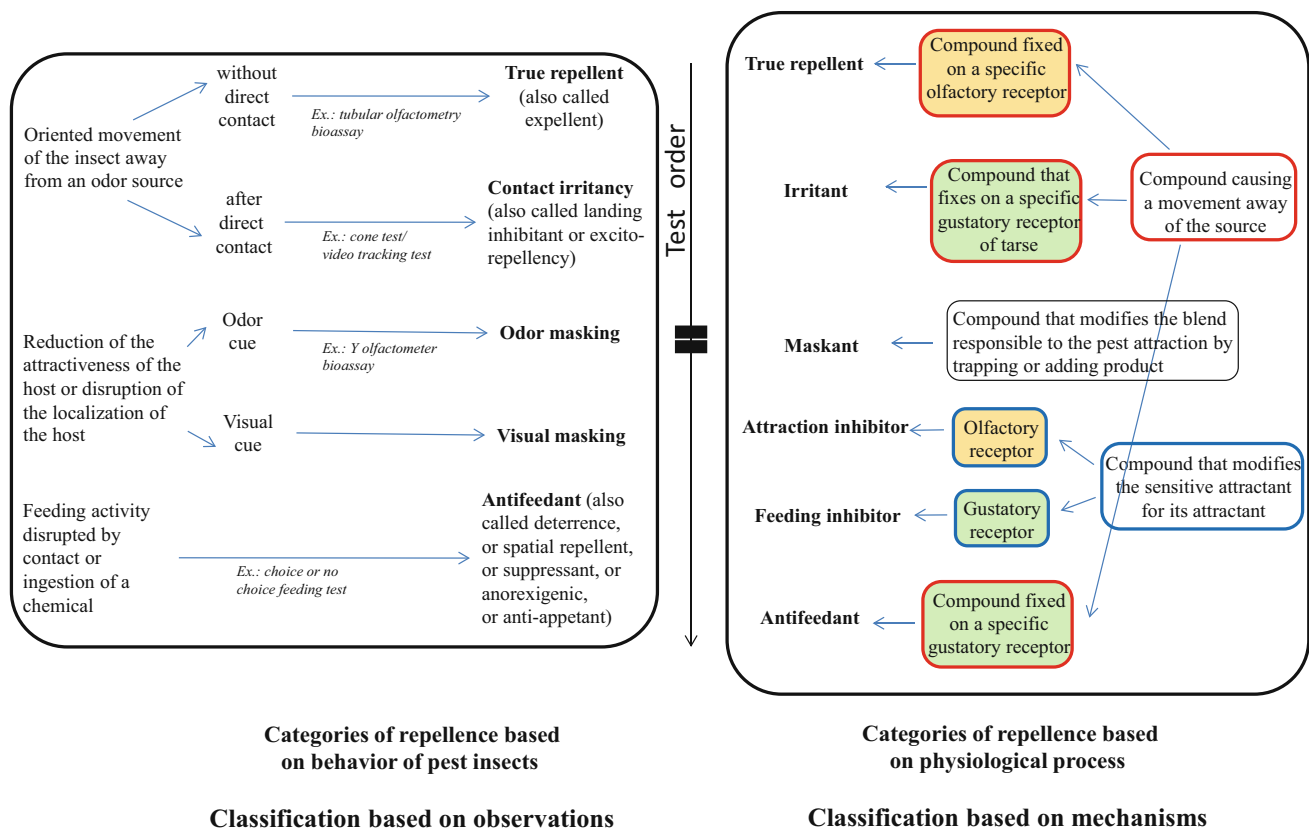 Oriented movement
of the insect away
from an odor source
without
direct
contact
Ex.: tubular olfactometry
bioassay
True repellent
(also called
expellent)
after
direct
contact
Ex.: cone test/
video tracking test
Contact irritancy
(also called landing
inhibitant or excito-
repellency)
Reduction of the
attractiveness of the
host or disruption of
the localization of
the host
Odor
cue
Ex.: Y olfactometer
bioassay
Odor masking
Visual
cue
Visual masking
Feeding activity
disrupted by
contact or
ingestion of a
chemical
Ex.: choice or no
choice feeding test
Antifeedant (also
called deterrence,
or spatial repellent,
or suppressant, or
anorexigenic,
or anti-appetant)
Test order
True repellent
Compound fixed
on a specific
olfactory receptor
Irritant
Compound that
fixes on a specific
gustatory receptor
of tarse
Compound causing
a movement away
of the source
Maskant
Compound that modifies the blend
responsible to the pest attraction by
trapping or adding product
Attraction inhibitor
Olfactory
receptor
Feeding inhibitor
Gustatory
receptor
Compound that modifies
the sensitive attractant
for its attractant
Antifeedant
Compound fixed
on a specific
gustatory receptor
Categories of repellence based
on behavior of pest insects
Classification based on observations
Categories of repellence based
on physiological process
Classification based on mechanisms